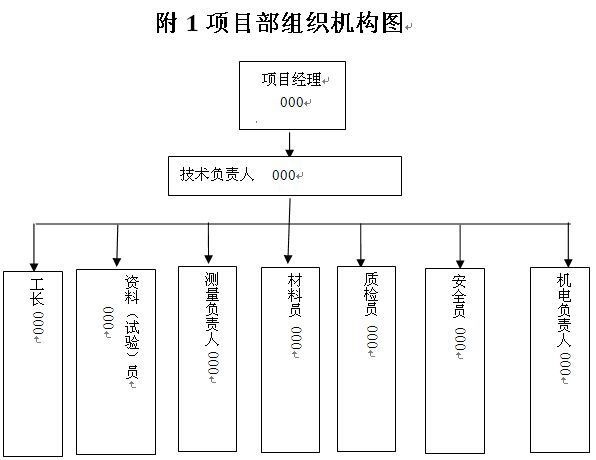 附 1 项目部组织机构图
项目经理
000
技术负责人 000
工长 000
资料（试验）员
000
测量负责人 000
材料员 000
质检员 000
安全员 000
机电负责人 000